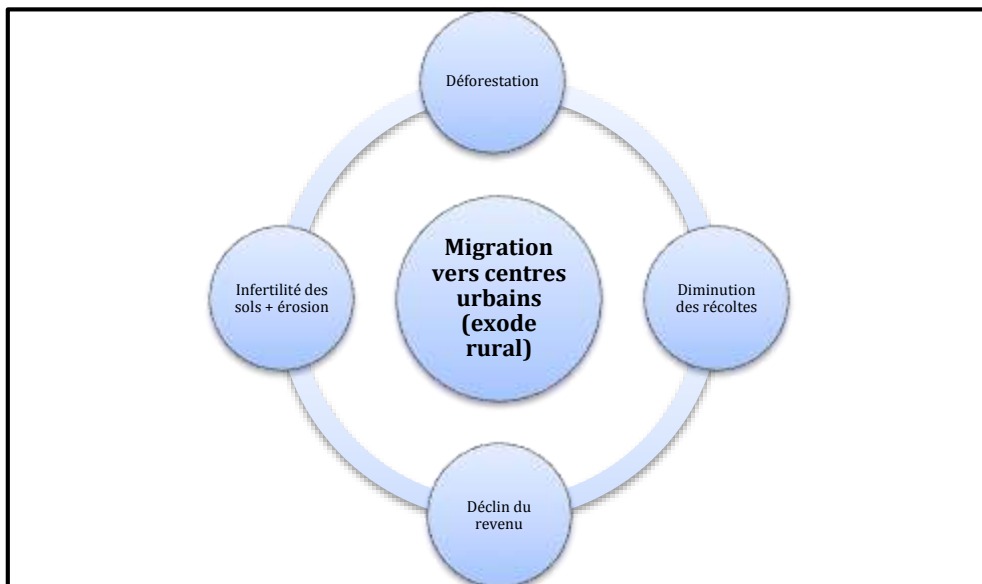 Déforestation
Migration
vers centres
urbains
(exode
rural)
Infertilité des
sols + érosion
Diminution
des récoltes
Déclin du
revenu